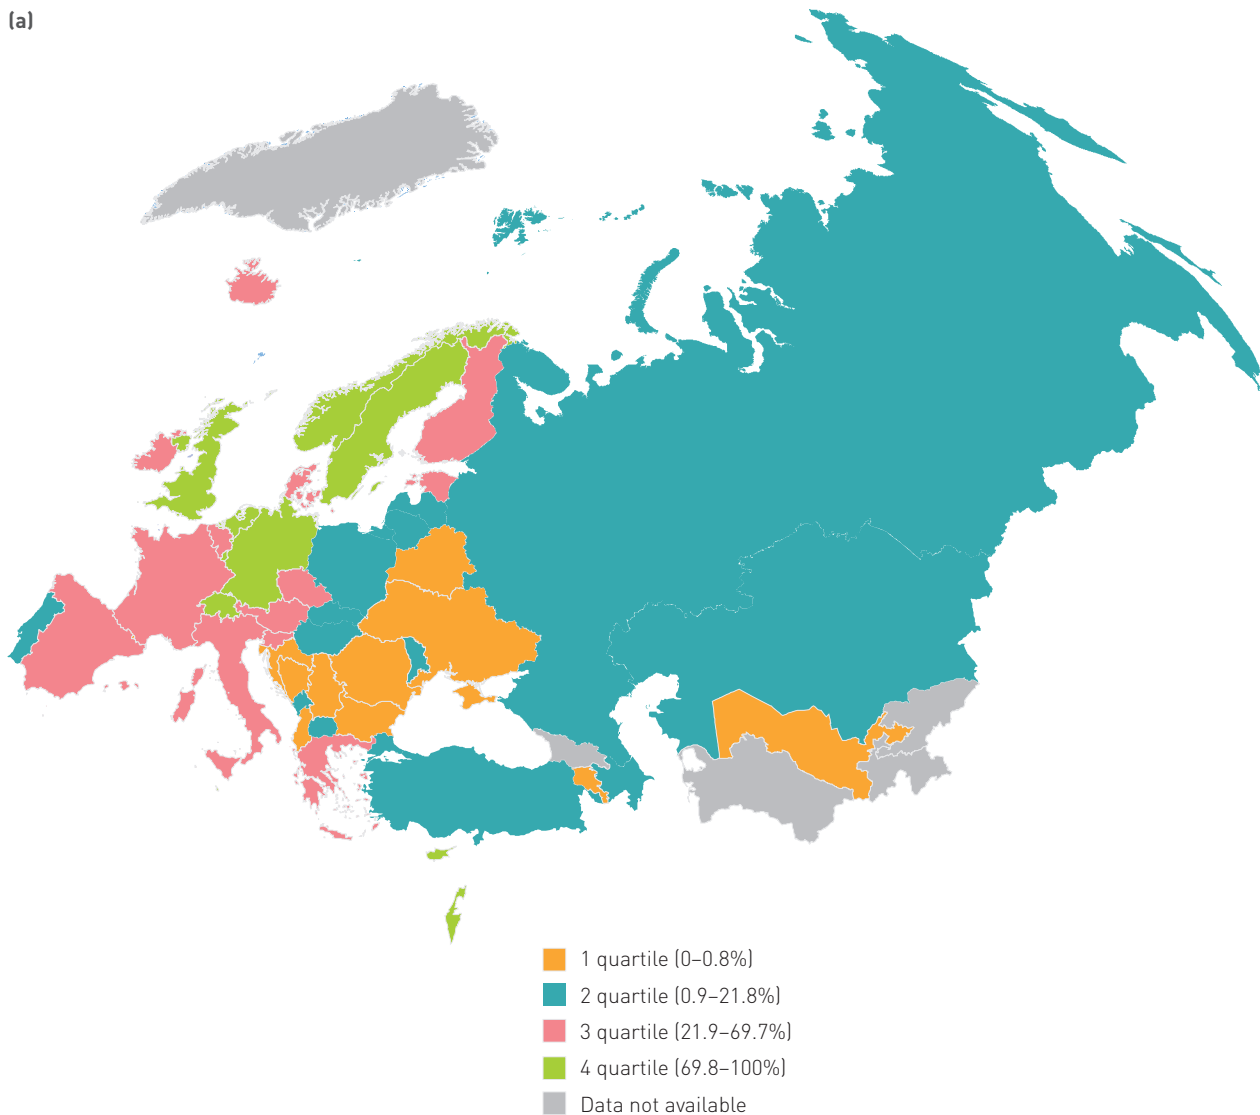 (a)
1 quartile (0–0.8%)
2 quartile (0.9–21.8%)
3 quartile (21.9–69.7%)
4 quartile (69.8–100%)
Data not available